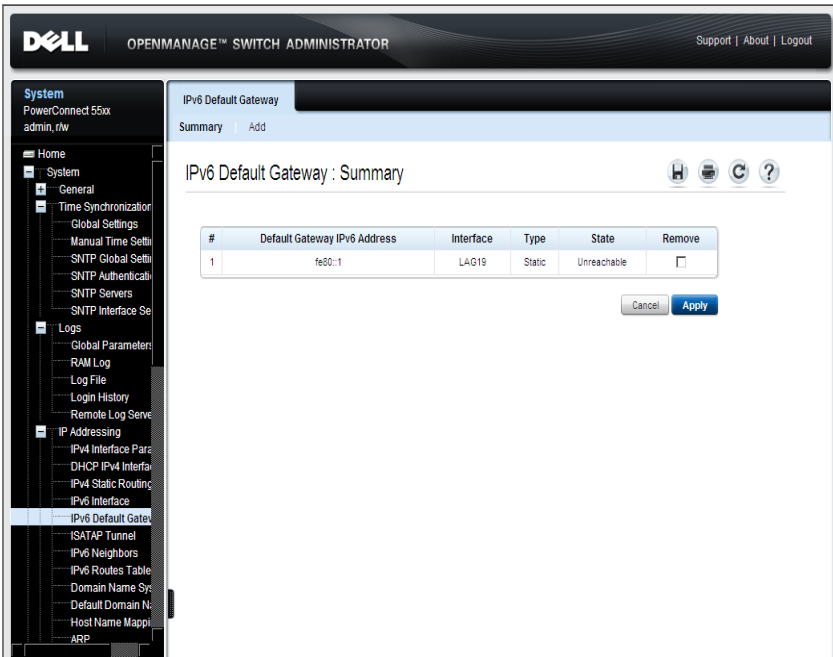 DELL OPENMANAGE™ SWITCH ADMINISTRATOR
Support | About | Logout
System
PowerConnect 55xx
admin, r/w
Home
System
General
Time Synchronization
Global Settings
Manual Time Setti
SNTP Global Setti
SNTP Authenticati
SNTP Servers
SNTP Interface Se
Logs
Global Parameters
RAM Log
Log File
Login History
Remote Log Serve
IP Addressing
IPv4 Interface Para
DHCP IPv4 Interfac
IPv4 Static Routing
IPv6 Interface
IPv6 Default Gatew
ISATAP Tunnel
IPv6 Neighbors
IPv6 Routes Table
Domain Name Sys
Default Domain Na
Host Name Mappi
ARP
IPv6 Default Gateway
Summary Add
IPv6 Default Gateway : Summary
?
# Default Gateway IPv6 Address Interface Type State Remove
1 fe80::1 LAG19 Static Unreachable
Cancel Apply